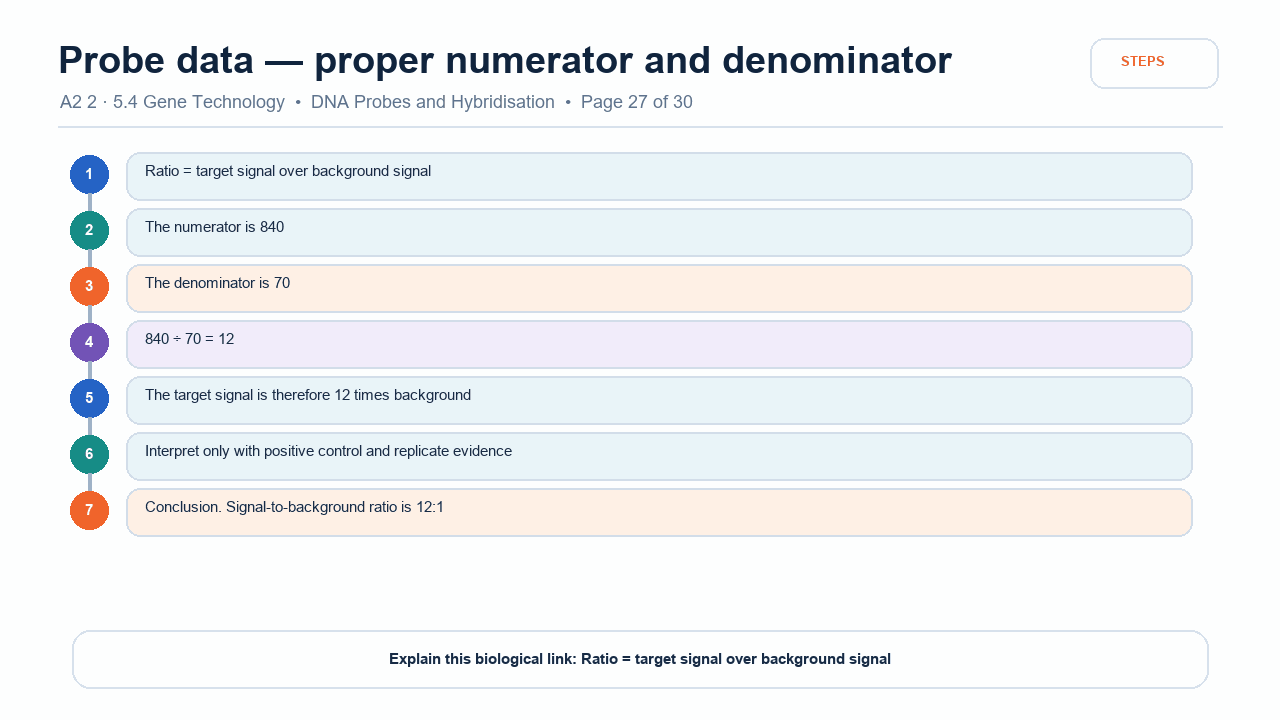 Probe data — proper numerator and denominator
STEPS
A2 2 · 5.4 Gene Technology • DNA Probes and Hybridisation • Page 27 of 30
1
Ratio = target signal over background signal
2
The numerator is 840
3
The denominator is 70
4
840 ÷ 70 = 12
5
The target signal is therefore 12 times background
6
Interpret only with positive control and replicate evidence
7
Conclusion. Signal-to-background ratio is 12:1
Explain this biological link: Ratio = target signal over background signal